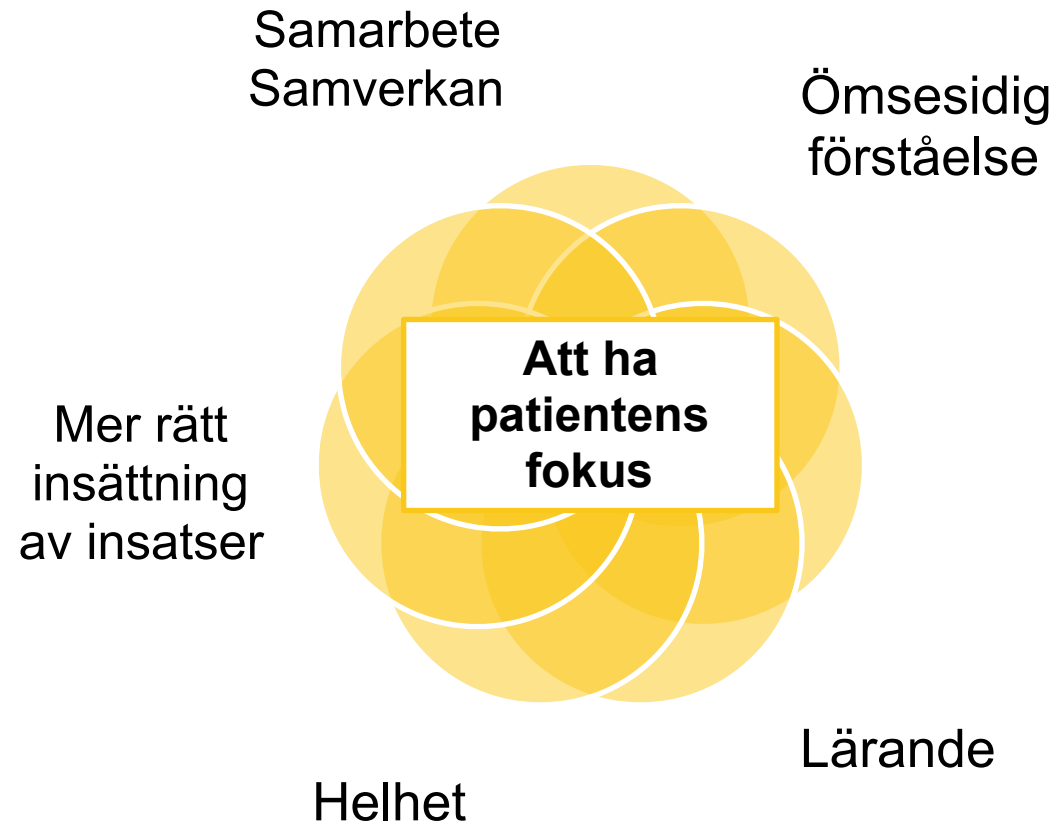 Samarbete
Samverkan
Ömsesidig
förståelse
Att ha
patientens
fokus
Mer rätt
insättning
av insatser
Lärande
Helhet